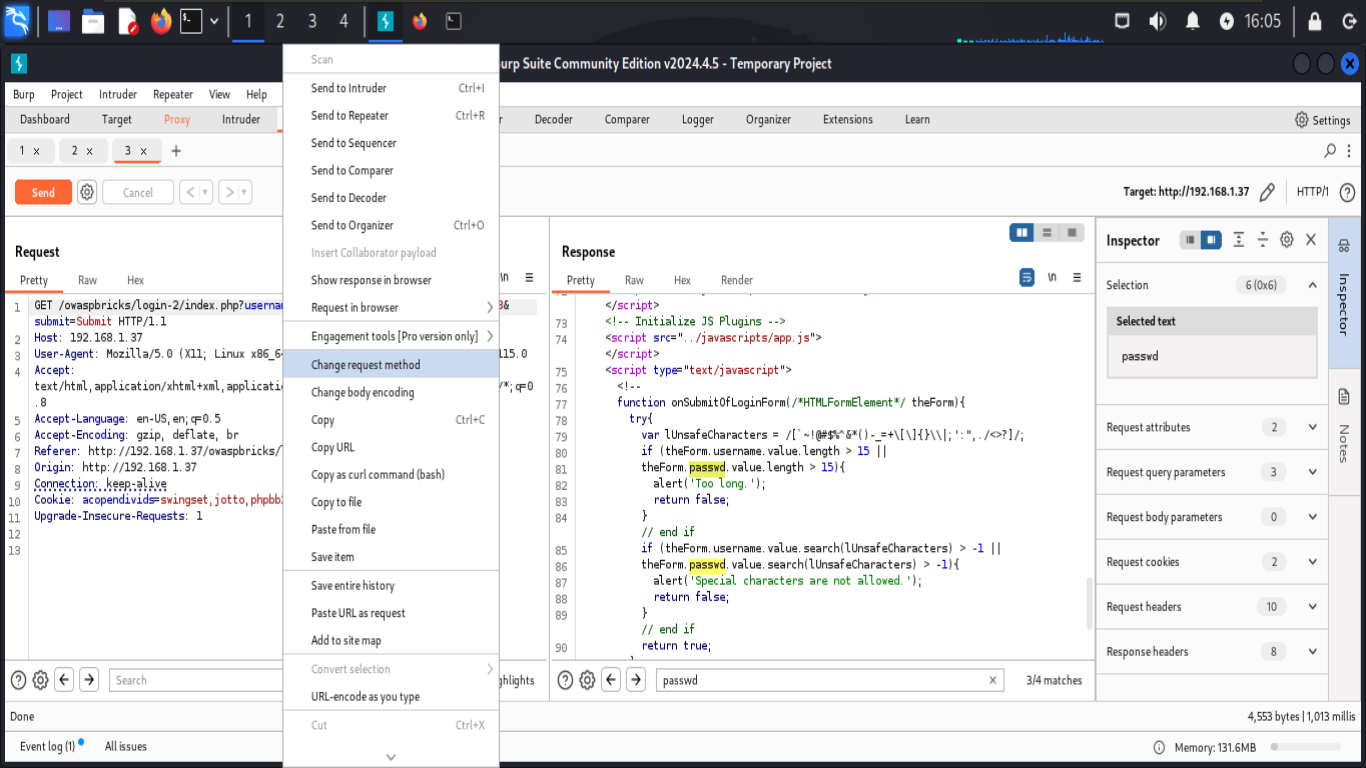 1 2 3 4 16:05
Burp Suite Community Edition v2024.4.5 - Temporary Project
Burp Project Intruder Repeater View Help
Dashboard Target Proxy Intruder Decoder Comparer Logger Organizer Extensions Learn Settings
1 x 2 x 3 x +
Send Cancel < > Target: http://192.168.1.37 HTTP/1
Request
Pretty Raw Hex \n
1 GET /owaspbricks/login-2/index.php?usernam &
submit=Submit HTTP/1.1
2 Host: 192.168.1.37
3 User-Agent: Mozilla/5.0 (X11; Linux x86_64 115.0
4 Accept:
text/html,application/xhtml+xml,applicatio /*;q=0
.8
5 Accept-Language: en-US,en;q=0.5
6 Accept-Encoding: gzip, deflate, br
7 Referer: http://192.168.1.37/owaspbricks/
8 Origin: http://192.168.1.37
9 Connection: keep-alive
10 Cookie: acopendivids=swingset,jotto,phpbb2
11 Upgrade-Insecure-Requests: 1
12
13
Search
Scan
Send to Intruder Ctrl+I
Send to Repeater Ctrl+R
Send to Sequencer
Send to Comparer
Send to Decoder
Send to Organizer Ctrl+O
Insert Collaborator payload
Show response in browser
Request in browser
Engagement tools [Pro version only]
Change request method
Change body encoding
Copy Ctrl+C
Copy URL
Copy as curl command (bash)
Copy to file
Paste from file
Save item
Save entire history
Paste URL as request
Add to site map
Convert selection
URL-encode as you type
Cut Ctrl+X
Response
Pretty Raw Hex Render \n
</script>
73 <!-- Initialize JS Plugins -->
74 <script src="../javascripts/app.js">
</script>
75 <script type="text/javascript">
76 <!--
77 function onSubmitOfLoginForm(/*HTMLFormElement*/ theForm){
78 try{
79 var lUnsafeCharacters = /[`~!@#$%^&*()-_=+\[\]{}\\|;':",./<>?]/;
80 if (theForm.username.value.length > 15 ||
81 theForm.passwd.value.length > 15){
82 alert('Too long.');
83 return false;
84 }
// end if
85 if (theForm.username.value.search(lUnsafeCharacters) > -1 ||
86 theForm.passwd.value.search(lUnsafeCharacters) > -1){
87 alert('Special characters are not allowed.');
88 return false;
89 }
// end if
90 return true;
passwd 3/4 matches
Inspector
Selection 6 (0x6)
Selected text
passwd
Request attributes 2
Request query parameters 3
Request body parameters 0
Request cookies 2
Request headers 10
Response headers 8
Inspector
Notes
Done 4,553 bytes | 1,013 millis
Event log (1) All issues Memory: 131.6MB